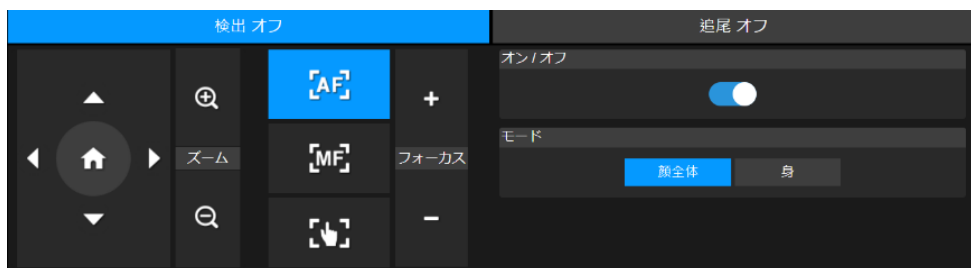 検出 オフ
追尾 オフ
オン / オフ
AF
+
ズーム
MF
フォーカス
-
モード
顔全体
身